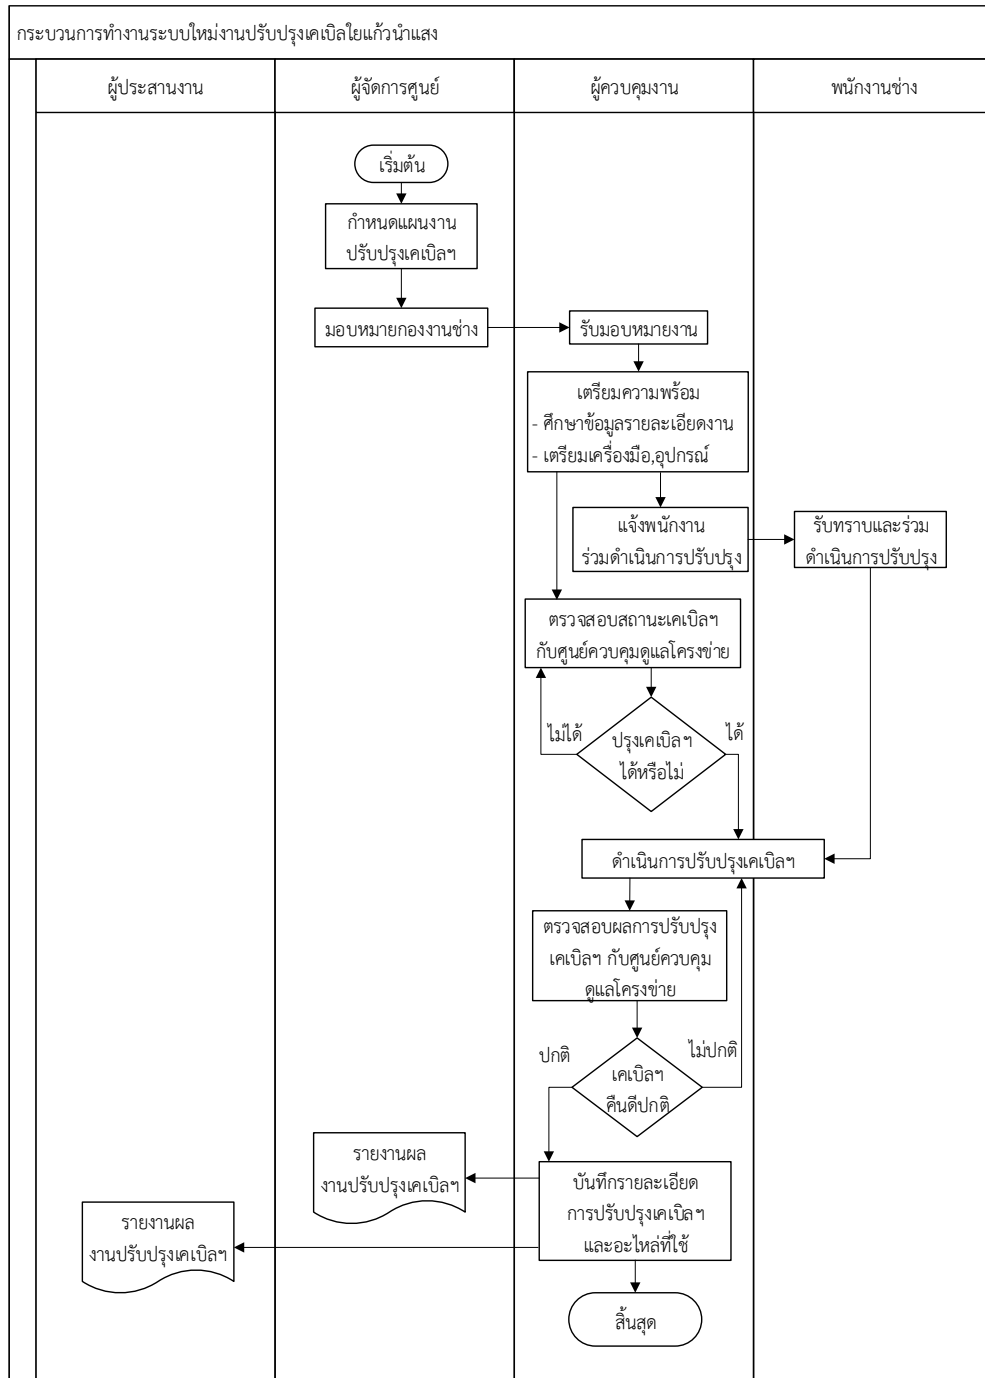 กระบวนการทำงานระบบใหม่งานปรับปรุงเคเบิลใยแก้วนำแสง
ผู้ประสานงาน
ผู้จัดการศูนย์
ผู้ควบคุมงาน
พนักงานช่าง
เริ่มต้น
กำหนดแผนงาน
ปรับปรุงเคเบิลฯ
มอบหมายกองงานช่าง
รับมอบหมายงาน
เตรียมความพร้อม
- ศึกษาข้อมูลรายละเอียดงาน
- เตรียมเครื่องมือ,อุปกรณ์
แจ้งพนักงาน
ร่วมดำเนินการปรับปรุง
รับทราบและร่วม
ดำเนินการปรับปรุง
ตรวจสอบสถานะเคเบิลฯ
กับศูนย์ควบคุมดูแลโครงข่าย
ไม่ได้
ปรุงเคเบิลฯ
ได้หรือไม่
ได้
ดำเนินการปรับปรุงเคเบิลฯ
ตรวจสอบผลการปรับปรุง
เคเบิลฯ กับศูนย์ควบคุม
ดูแลโครงข่าย
ปกติ
ไม่ปกติ
เคเบิลฯ
คืนดีปกติ
รายงานผล
งานปรับปรุงเคเบิลฯ
บันทึกรายละเอียด
การปรับปรุงเคเบิลฯ
และอะไหล่ที่ใช้
รายงานผล
งานปรับปรุงเคเบิลฯ
สิ้นสุด